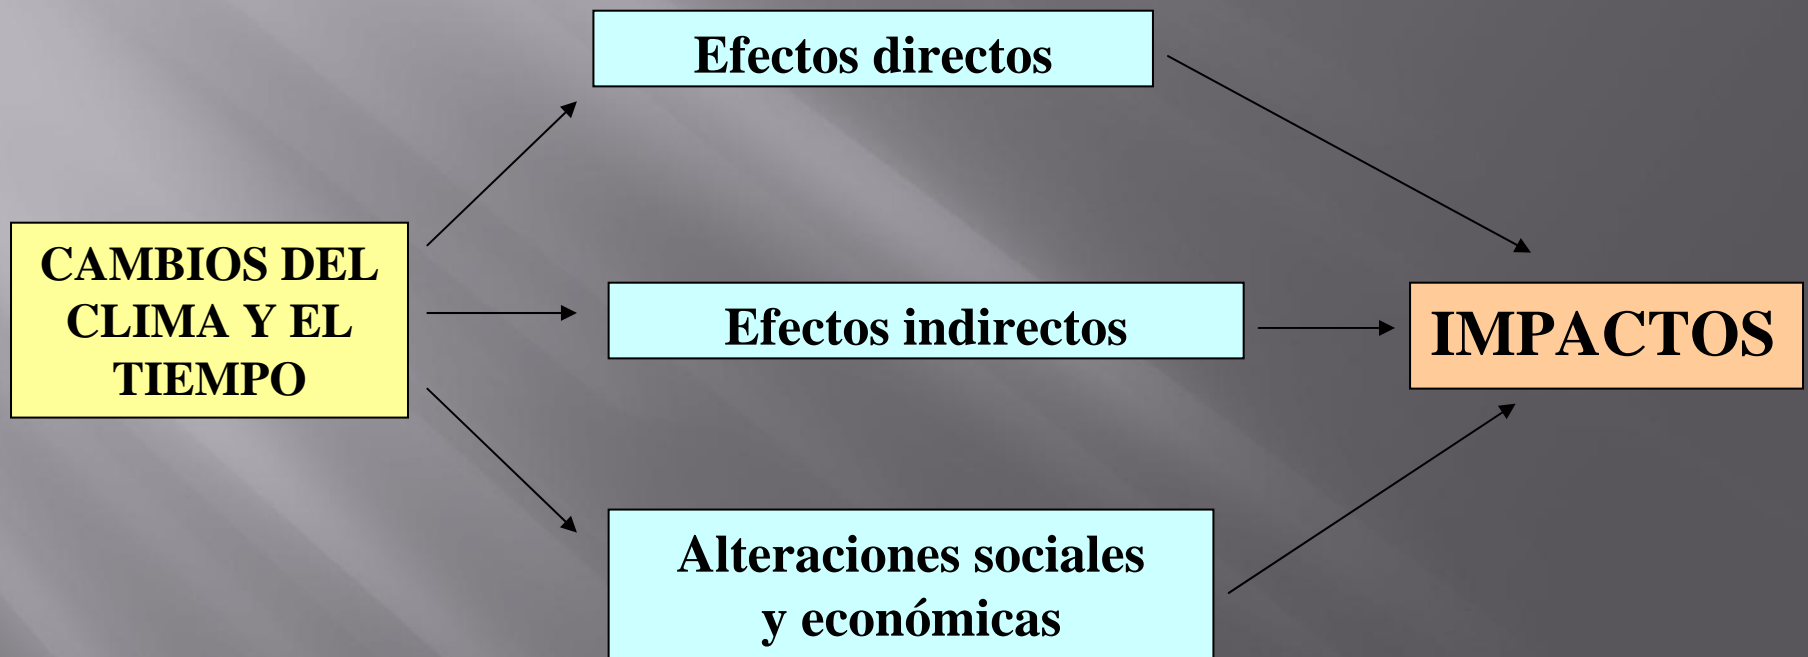 Efectos directos
CAMBIOS DEL
CLIMA Y EL
TIEMPO
Efectos indirectos
IMPACTOS
Alteraciones sociales
y económicas